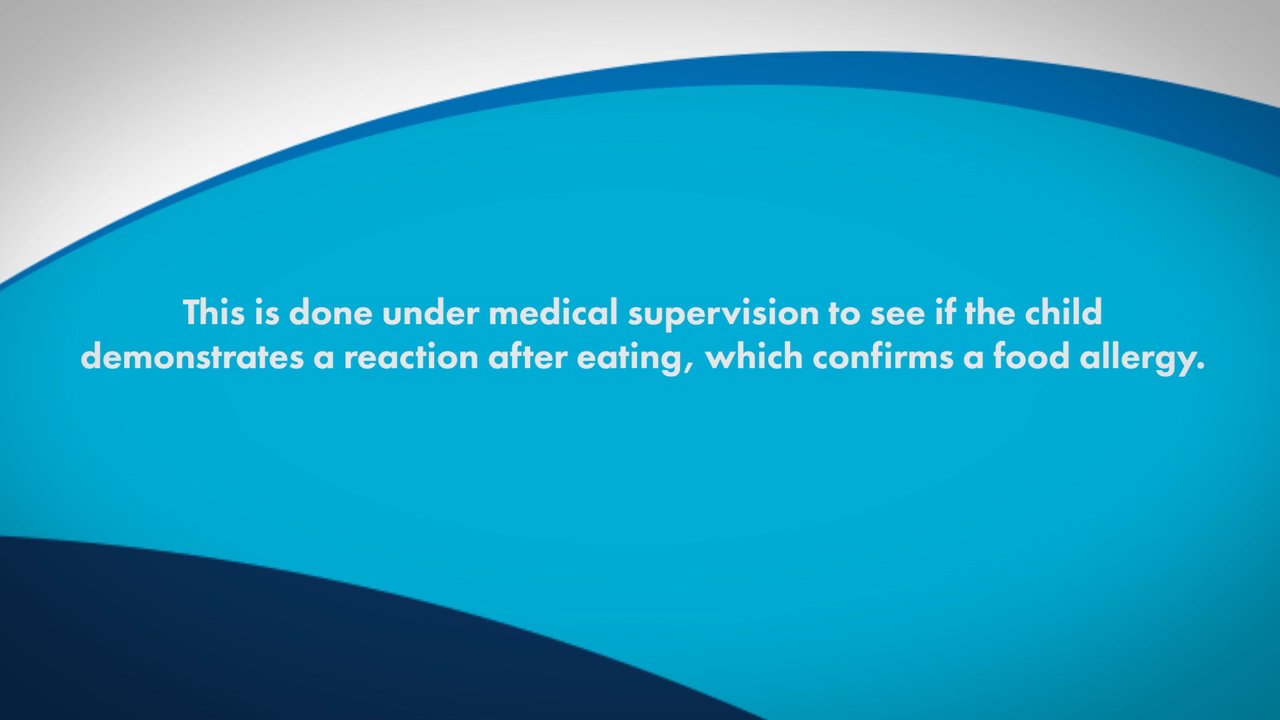 This is done under medical supervision to see if the child
demonstrates a reaction after eating, which confirms a food allergy.